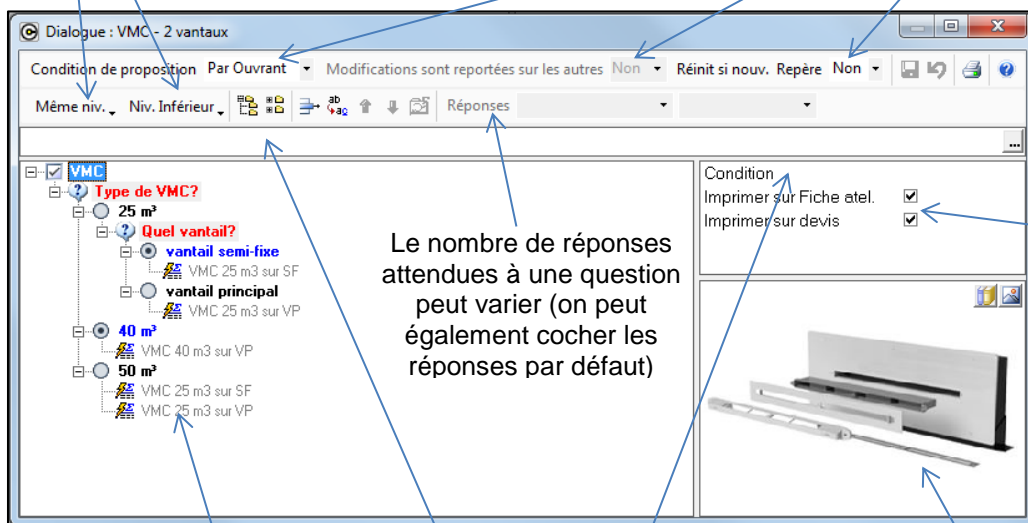 Dialogue : VMC - 2 vantaux
Condition de proposition Par Ouvrant Modifications sont reportées sur les autres Non Réinit si nouv. Repère Non
Même niv. Niv. Inférieur Réponses
...
VMC
Type de VMC?
25 m³
Quel vantail?
vantail semi-fixe
VMC 25 m3 sur SF
vantail principal
VMC 25 m3 sur VP
40 m³
VMC 40 m3 sur VP
50 m³
VMC 25 m3 sur SF
VMC 25 m3 sur VP
Le nombre de réponses
attendues à une question
peut varier (on peut
également cocher les
réponses par défaut)
Condition
Imprimer sur Fiche atel.
Imprimer sur devis